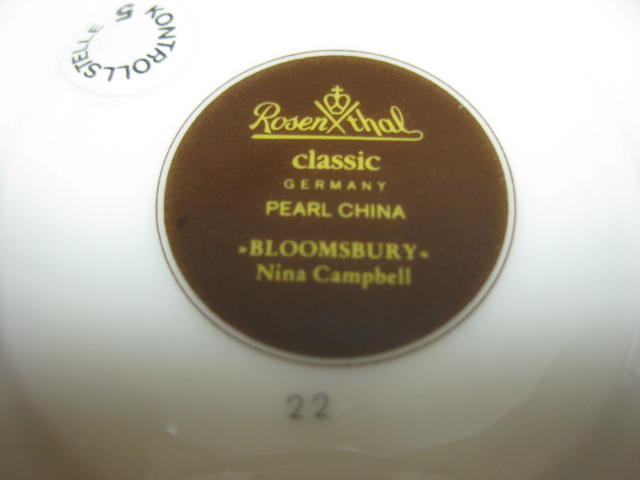 KONTROLLSTELLE
5
Rosenthal
classic
GERMANY
PEARL CHINA
»BLOOMSBURY«
Nina Campbell
22